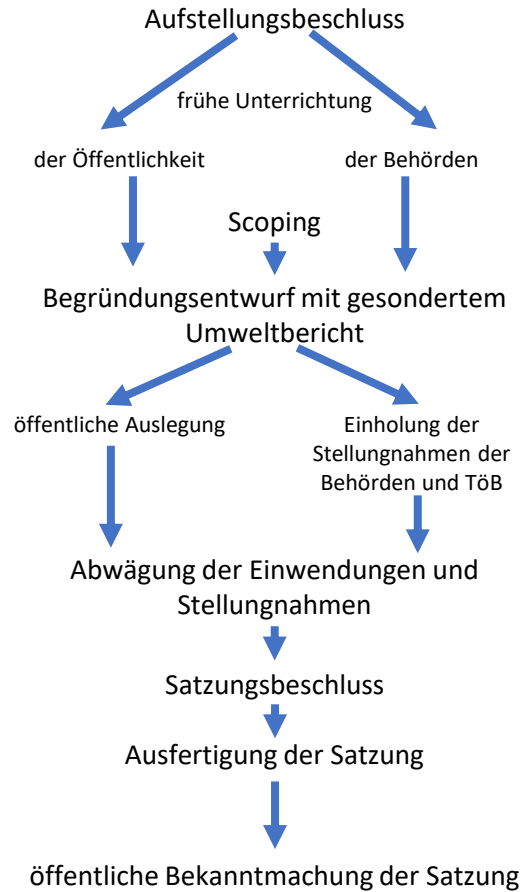 Aufstellungsbeschluss
frühe Unterrichtung
der Öffentlichkeit
der Behörden
Scoping
Begründungsentwurf mit gesondertem
Umweltbericht
öffentliche Auslegung
Einholung der
Stellungnahmen der
Behörden und TöB
Abwägung der Einwendungen und
Stellungnahmen
Satzungsbeschluss
Ausfertigung der Satzung
öffentliche Bekanntmachung der Satzung